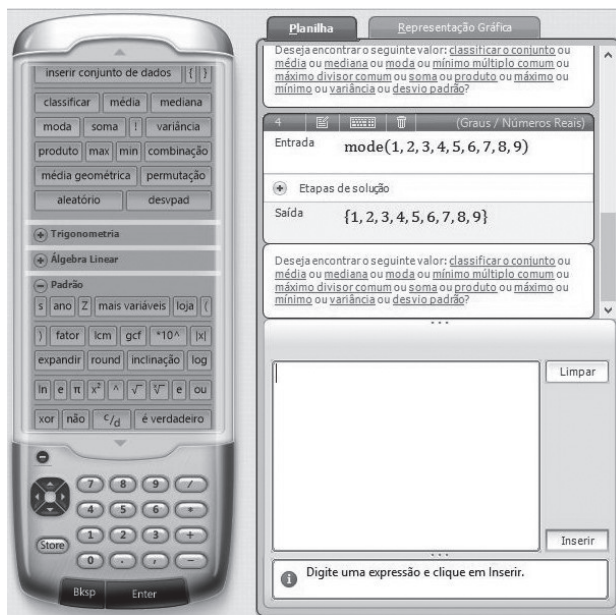 inserir conjunto de dados { }
classificar média mediana
moda soma ! variância
produto max min combinação
média geométrica permutação
aleatório desvpad
Trigonometria
Álgebra Linear
Padrão
s ano Z mais variáveis loja (
) fator lcm gcf *10^ |x|
expandir round inclinação log
ln e π x² ^ √ ∛ e ou
xor não c/d é verdadeiro
7 8 9 /
4 5 6 *
1 2 3 +
Store
0 . , −
Bksp Enter
Planilha Representação Gráfica
Deseja encontrar o seguinte valor: classificar o conjunto ou
média ou mediana ou moda ou mínimo múltiplo comum ou
máximo divisor comum ou soma ou produto ou máximo ou
mínimo ou variância ou desvio padrão?
4 (Graus / Números Reais)
Entrada mode(1, 2, 3, 4, 5, 6, 7, 8, 9)
Etapas de solução
Saída {1, 2, 3, 4, 5, 6, 7, 8, 9}
Deseja encontrar o seguinte valor: classificar o conjunto ou
média ou mediana ou moda ou mínimo múltiplo comum ou
máximo divisor comum ou soma ou produto ou máximo ou
mínimo ou variância ou desvio padrão?
Limpar
Inserir
Digite uma expressão e clique em Inserir.